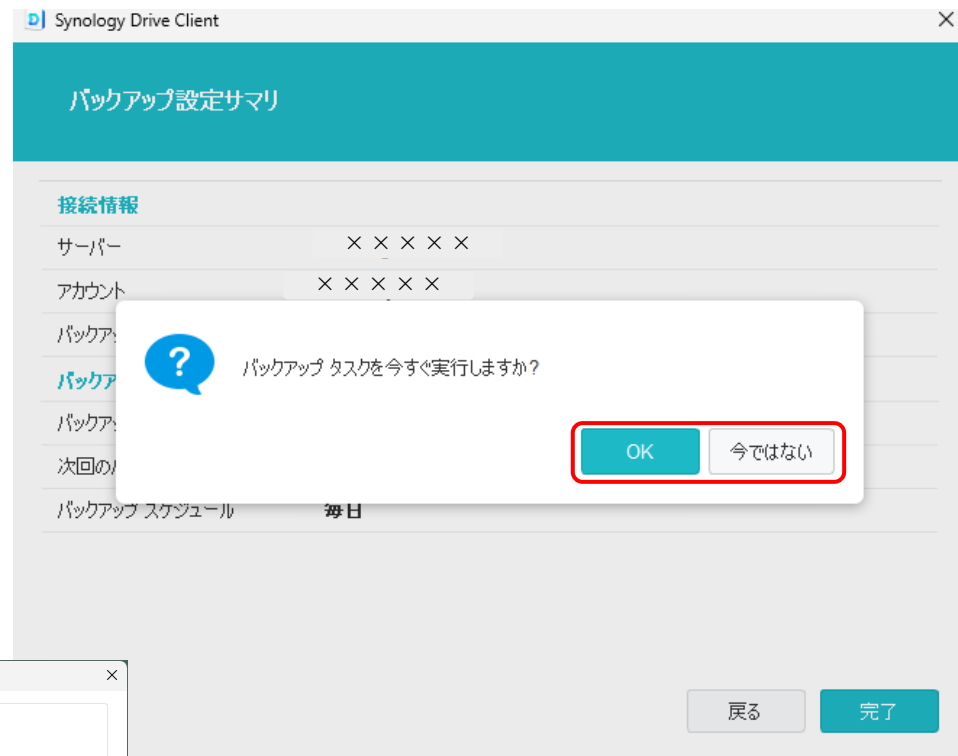 Synology Drive Client
バックアップ設定サマリ
接続情報
サーバー ×××××
アカウント ×××××
バックア
バックア
バックア
次回の
バックアップ スケジュール 毎日
バックアップ タスクを今すぐ実行しますか?
OK 今ではない
戻る 完了